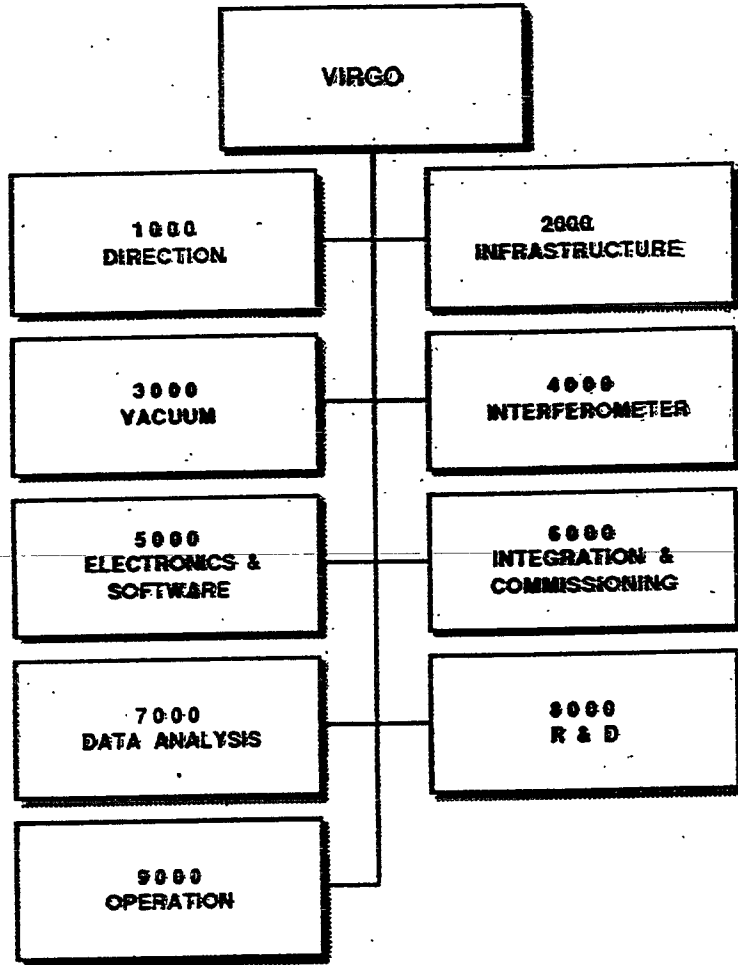 VIRGO
1000
DIRECTION
2000
INFRASTRUCTURE
3000
VACUUM
4000
INTERFEROMETER
5000
ELECTRONICS &
SOFTWARE
6000
INTEGRATION &
COMMISSIONING
7000
DATA ANALYSIS
8000
R & D
9000
OPERATION